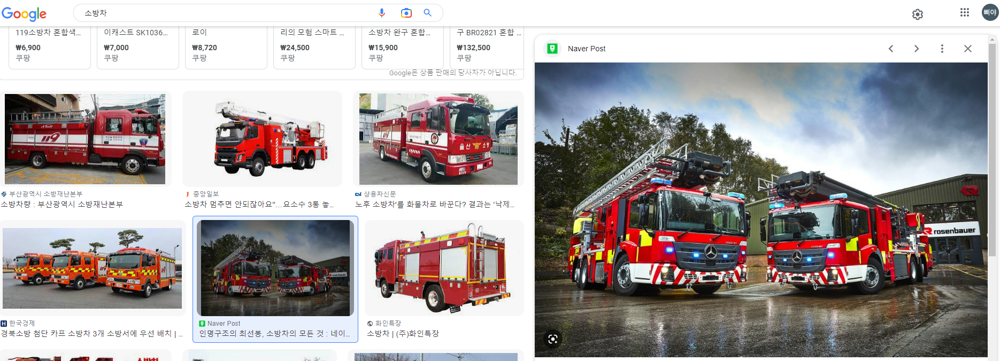 Google
소방차
삐야
119소방차 혼합색...
₩6,900
쿠팡
이캐스트 SK1036...
₩7,000
쿠팡
로이
₩8,720
쿠팡
리의 모험 스마트 ...
₩24,500
쿠팡
소방차 완구 혼합...
₩15,900
쿠팡
구 BR02821 혼합 ...
₩132,500
쿠팡
Google은 상품 판매의 당사자가 아닙니다.
119
울산 소방
부산광역시 소방재난본부
소방차량 : 부산광역시 소방재난본부
중앙일보
소방차 멈추면 안되잖아요"...요소수 3통 놓...
상용차신문
노후 소방차'를 화물차로 바꾼다? 결과는 '낙제...
119
rosenbauer
한국경제
경북소방 첨단 카프 소방차 3개 소방서에 우선 배치 | ...
Naver Post
인명구조의 최선봉, 소방차의 모든 것 : 네이...
화인특장
소방차 | (주)화인특장
Naver Post
rosenbauer